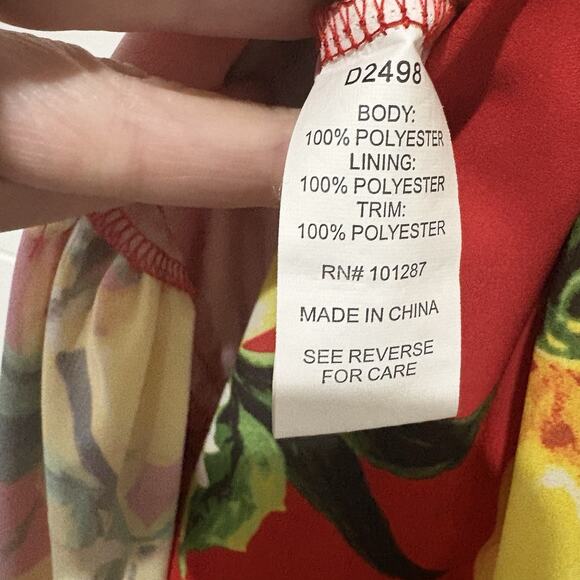 D2498
BODY:
100% POLYESTER
LINING:
100% POLYESTER
TRIM:
100% POLYESTER
RN# 101287
MADE IN CHINA
SEE REVERSE
FOR CARE